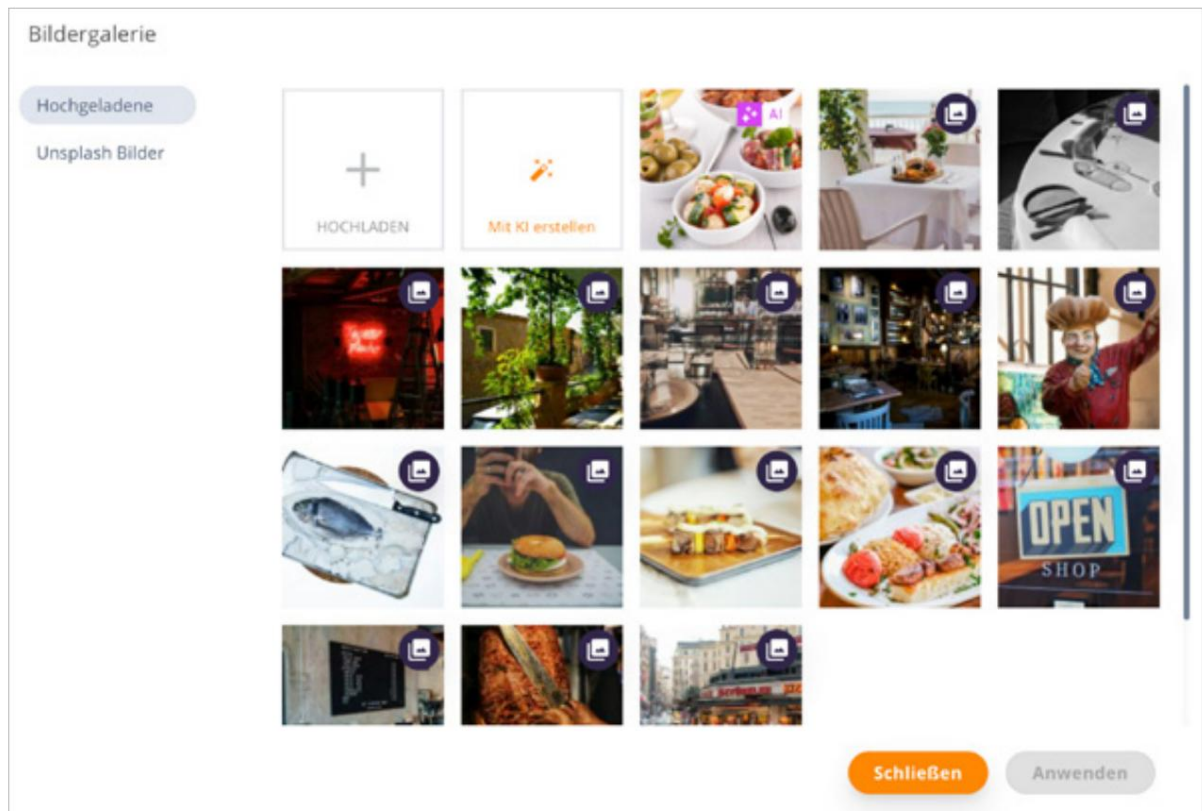 Bildergalerie
Hochgeladene
Unsplash Bilder
HOCHLADEN
Mit KI erstellen
AI
OPEN
SHOP
Schließen
Anwenden